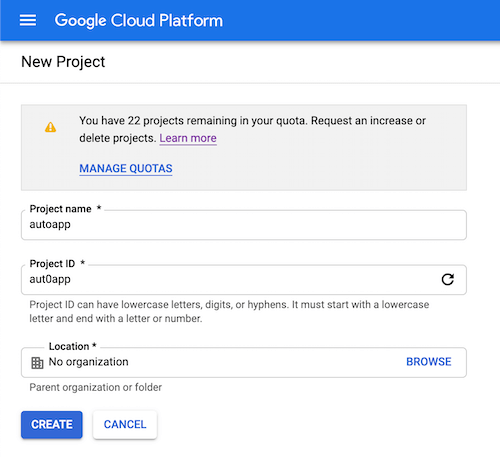 Google Cloud Platform
New Project
You have 22 projects remaining in your quota. Request an increase or
delete projects. Learn more
MANAGE QUOTAS
Project name *
autoapp
Project ID *
aut0app
Project ID can have lowercase letters, digits, or hyphens. It must start with a lowercase
letter and end with a letter or number.
Location *
No organization BROWSE
Parent organization or folder
CREATE CANCEL